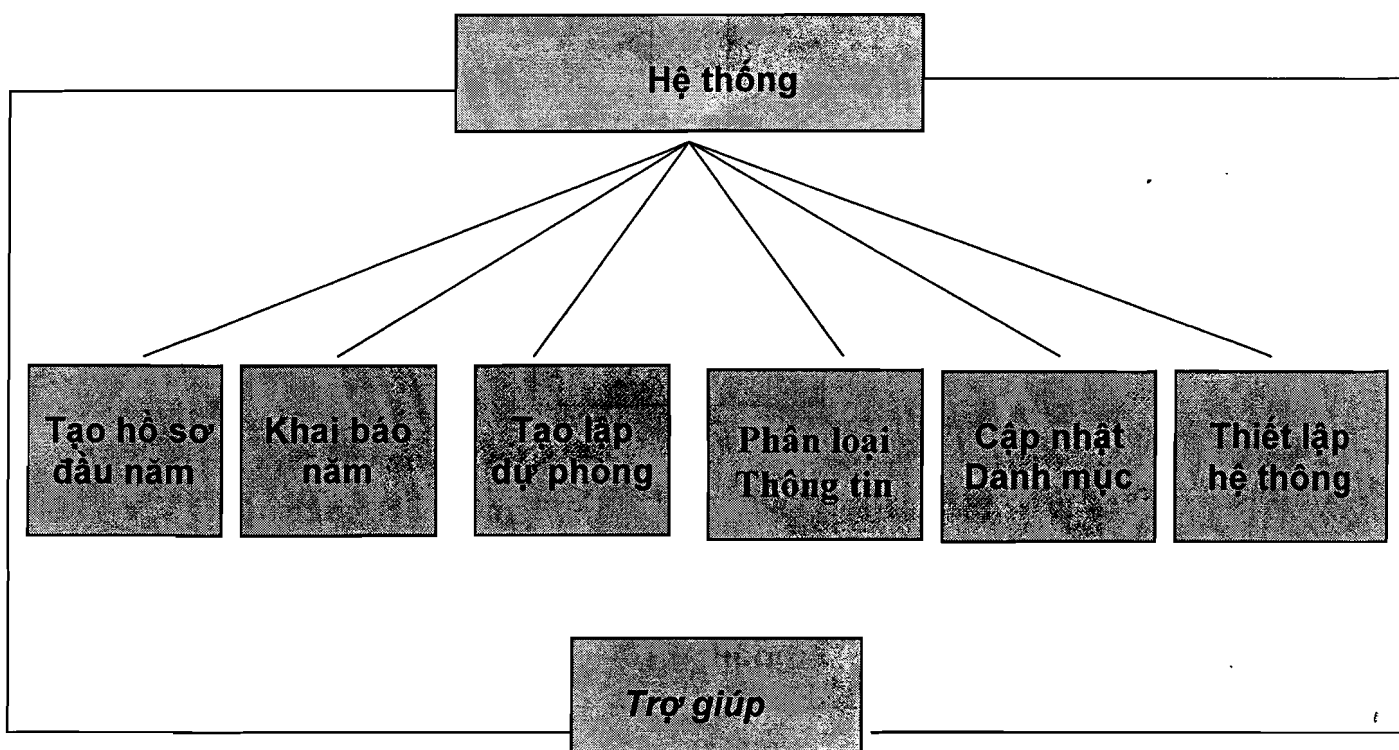 Hệ thống
Tạo hồ sơ
đầu năm
Khai báo
năm
Tạo lập
dự phòng
Phân loại
Thông tin
Cập nhật
Danh mục
Thiết lập
hệ thông
Trợ giúp